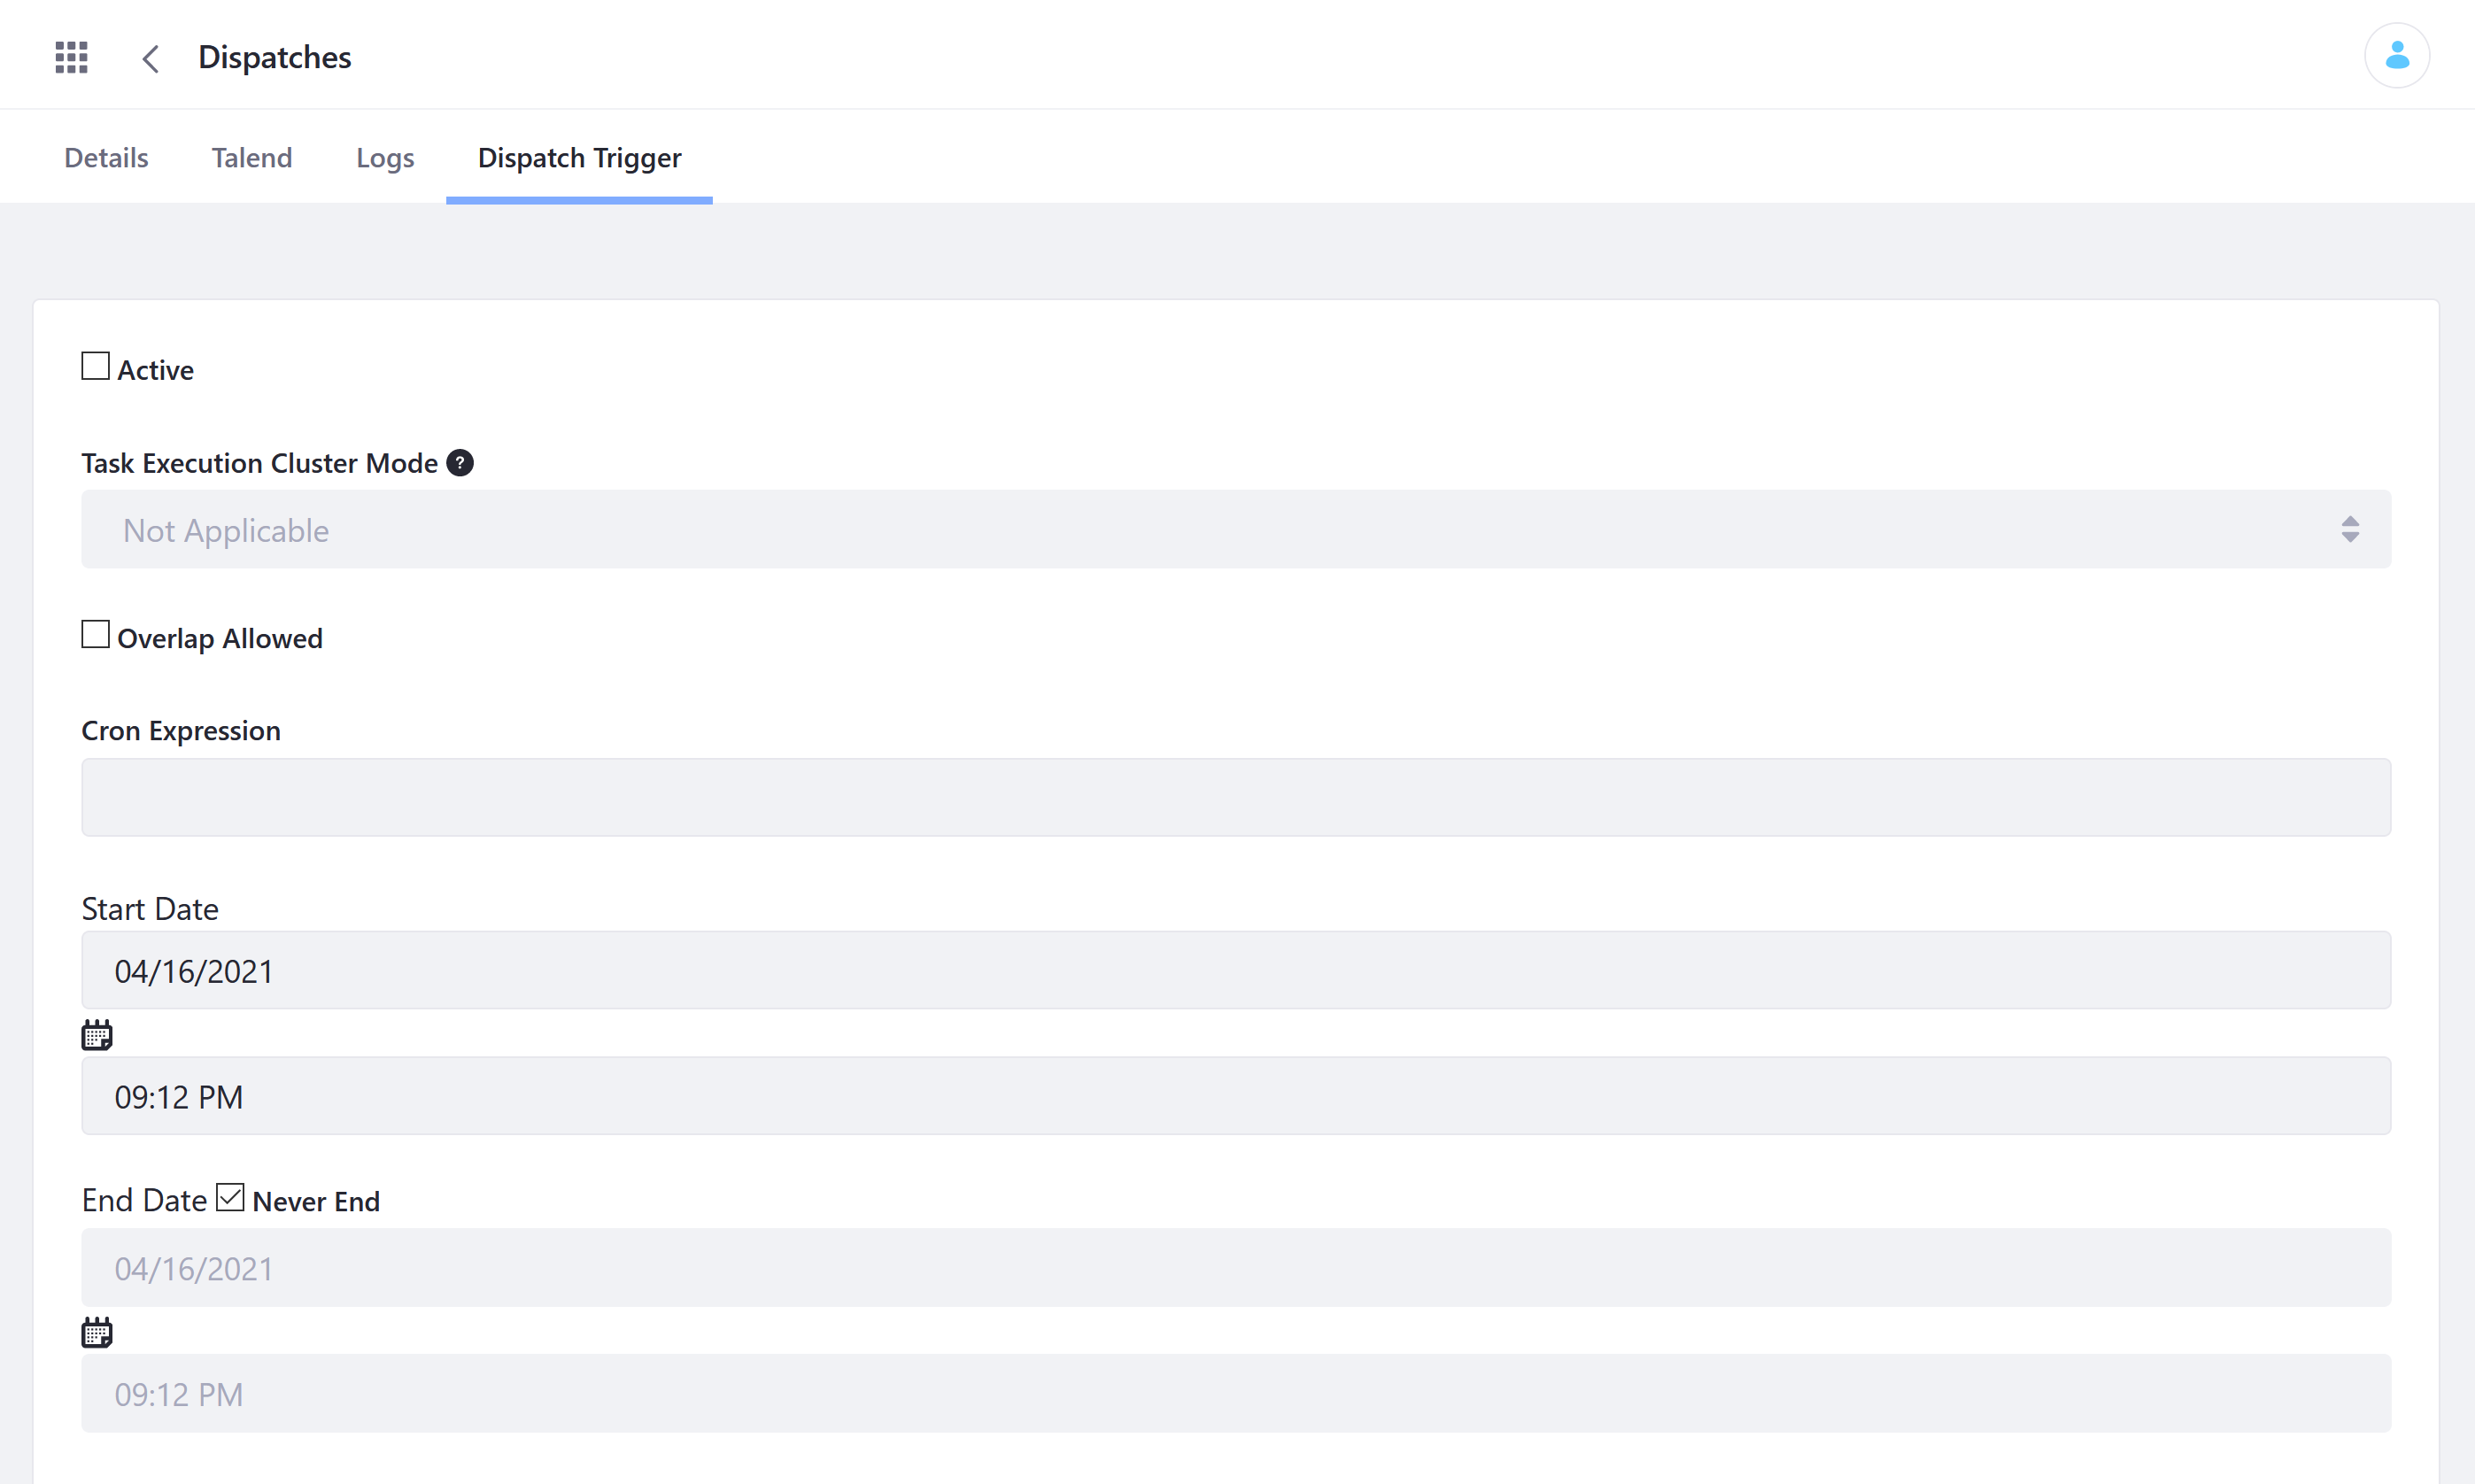 Dispatches
Details Talend Logs Dispatch Trigger
Active
Task Execution Cluster Mode ?
Not Applicable
Overlap Allowed
Cron Expression
Start Date
04/16/2021
09:12 PM
End Date Never End
04/16/2021
09:12 PM